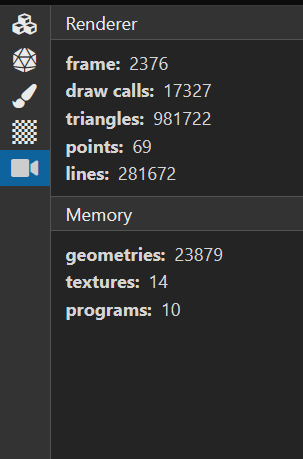 Renderer
frame: 2376
draw calls: 17327
triangles: 981722
points: 69
lines: 281672
Memory
geometries: 23879
textures: 14
programs: 10